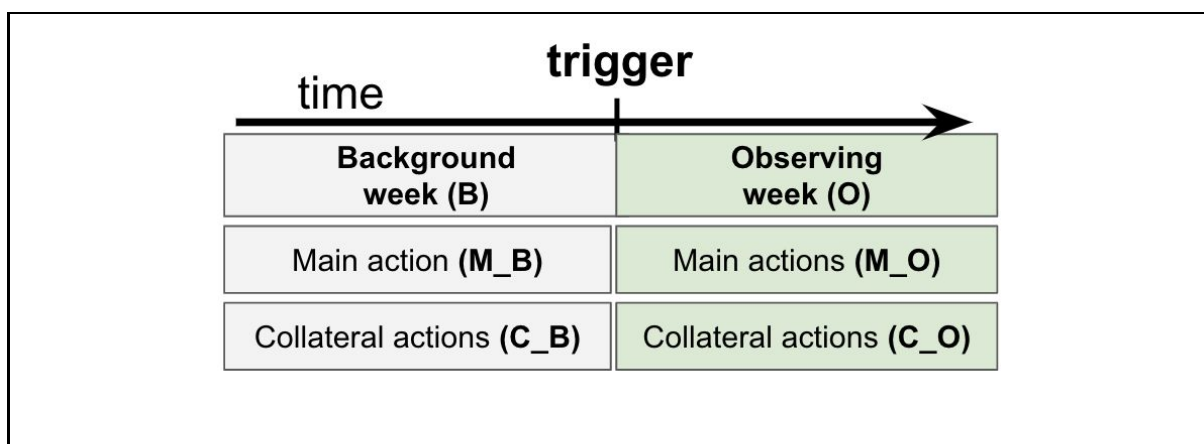 trigger
time
Background
week (B)
Observing
week (O)
Main action (M_B)
Main actions (M_O)
Collateral actions (C_B)
Collateral actions (C_O)